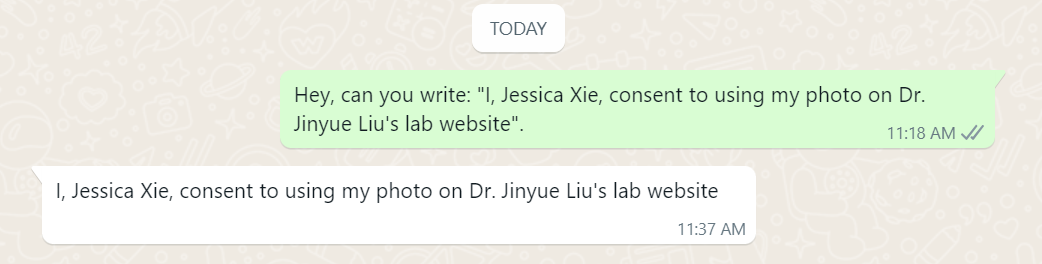 TODAY
Hey, can you write: "I, Jessica Xie, consent to using my photo on Dr.
Jinyue Liu's lab website".
11:18 AM
I, Jessica Xie, consent to using my photo on Dr. Jinyue Liu's lab website
11:37 AM